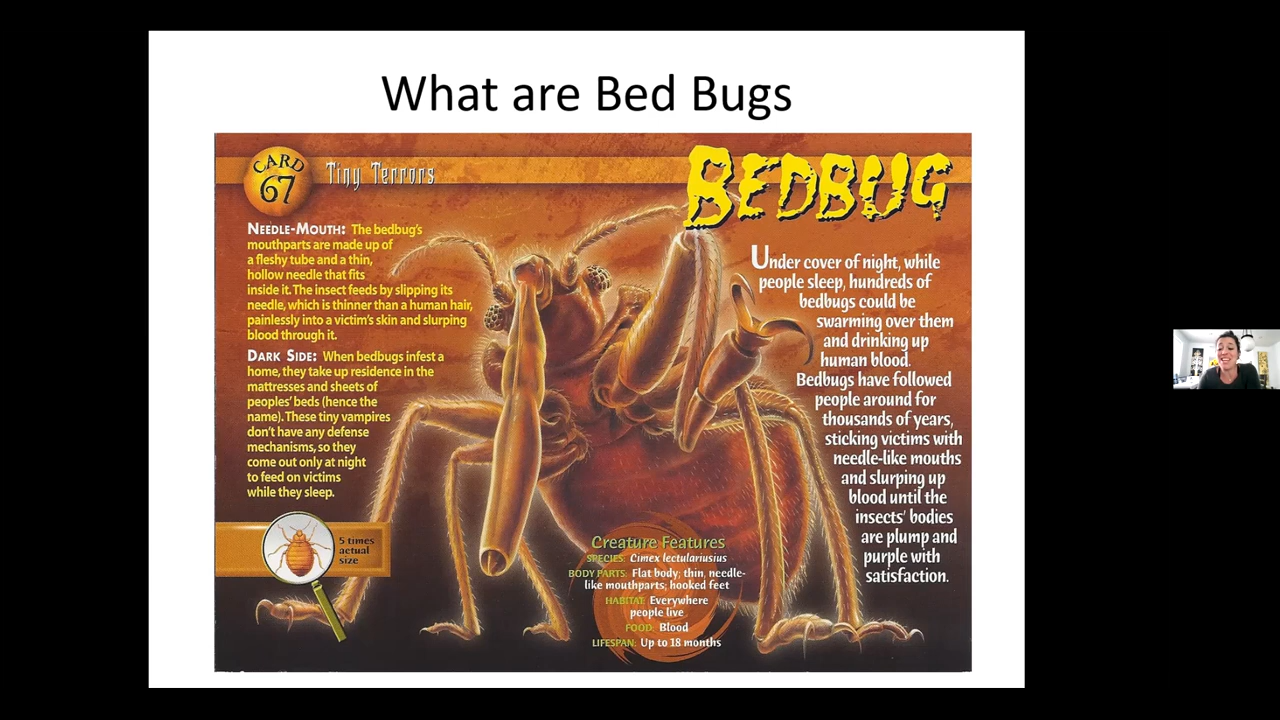 What are Bed Bugs
CARD
67
Tiny Terrors
BEDBUG
NEEDLE-MOUTH: The bedbug's
mouthparts are made up of
a fleshy tube and a thin,
hollow needle that fits
inside it. The insect feeds by slipping its
needle, which is thinner than a human hair,
painlessly into a victim's skin and slurping
blood through it.
DARK SIDE: When bedbugs infest a
home, they take up residence in the
mattresses and sheets of
peoples' beds (hence the
name). These tiny vampires
don't have any defense
mechanisms, so they
come out only at night
to feed on victims
while they sleep.
5 times
actual
size
Under cover of night, while
people sleep, hundreds of
bedbugs could be
swarming over them
and drinking up
human blood.
Bedbugs have followed
people around for
thousands of years,
sticking victims with
needle-like mouths
and slurping up
blood until the
insects' bodies
are plump and
purple with
satisfaction.
Creature Features
SPECIES: Cimex lectulariusius
BODY PARTS: Flat body; thin, needle-
like mouthparts; hooked feet
HABITAT: Everywhere
people live
FOOD: Blood
LIFESPAN: Up to 18 months